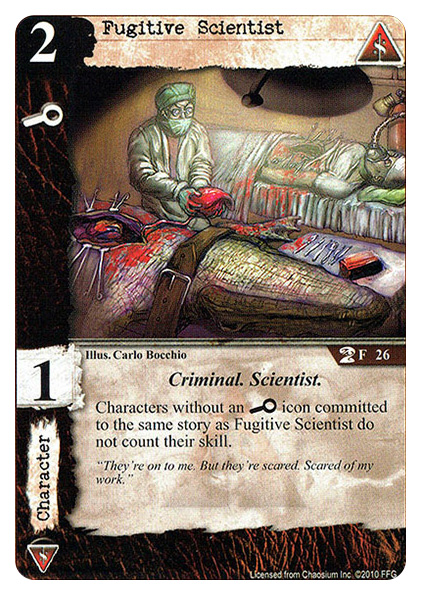 2
Fugitive Scientist
$
Illus. Carlo Bocchio
F 26
1
Criminal. Scientist.
Characters without an icon committed
to the same story as Fugitive Scientist do
not count their skill.
“They’re on to me. But they’re scared. Scared of my
work.”
Character
$
Licensed from Chaosium Inc. ©2010 FFG